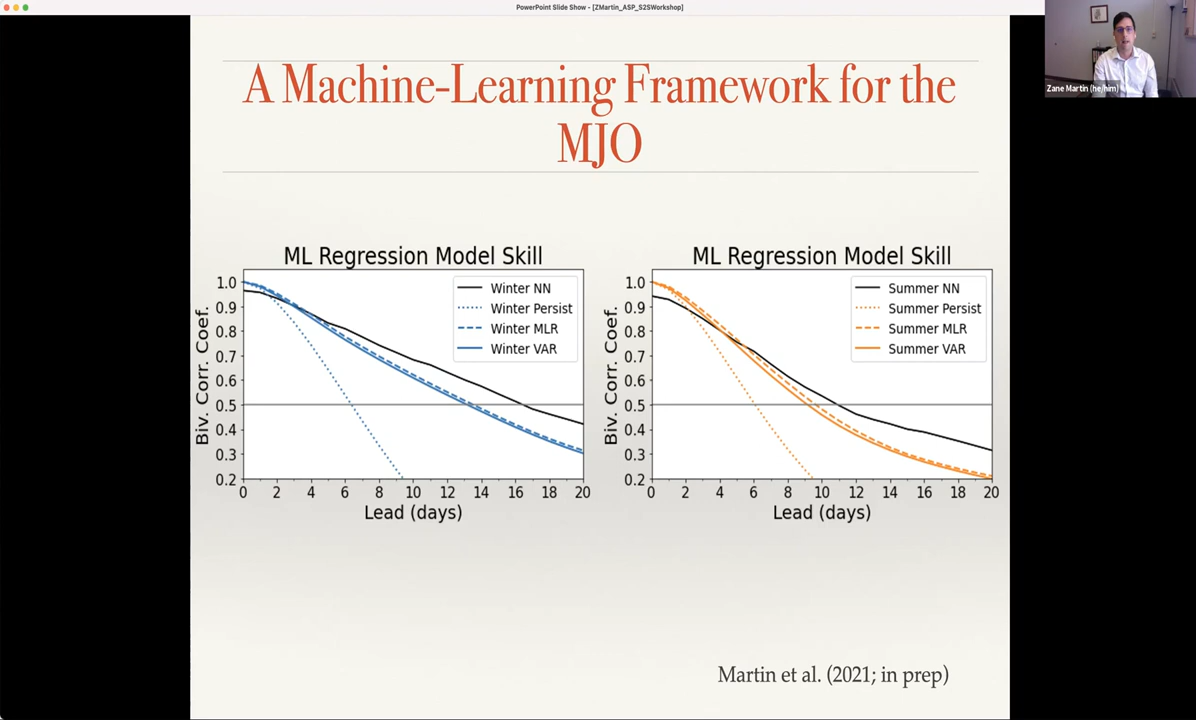 PowerPoint Slide Show - [ZMartin_ASP_S2SWorkshop]
Zane Martin (he/him)
A Machine-Learning Framework for the
MJO
ML Regression Model Skill
Biv. Corr. Coef.
1.0
0.9
0.8
0.7
0.6
0.5
0.4
0.3
0.2
Winter NN
Winter Persist
Winter MLR
Winter VAR
0 2 4 6 8 10 12 14 16 18 20
Lead (days)
ML Regression Model Skill
Biv. Corr. Coef.
1.0
0.9
0.8
0.7
0.6
0.5
0.4
0.3
0.2
Summer NN
Summer Persist
Summer MLR
Summer VAR
0 2 4 6 8 10 12 14 16 18 20
Lead (days)
Martin et al. (2021; in prep)